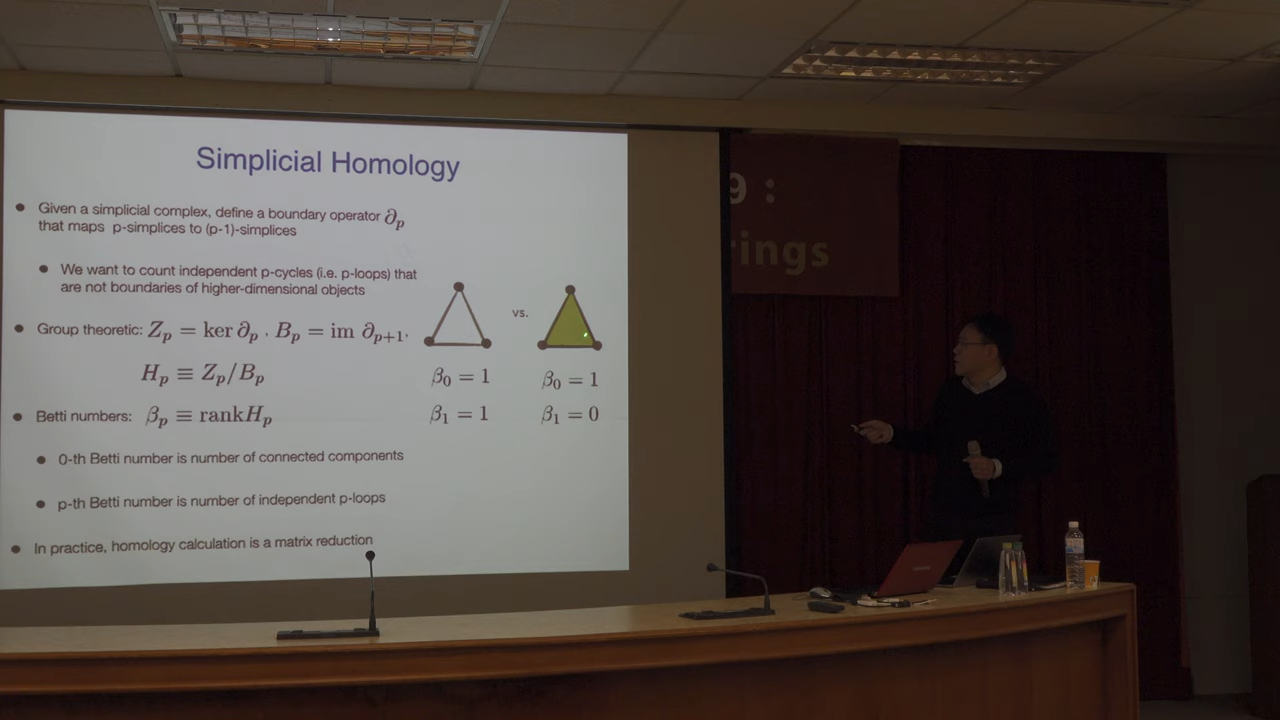 Simplicial Homology
• Given a simplicial complex, define a boundary operator ∂ₚ
that maps p-simplices to (p-1)-simplices
• We want to count independent p-cycles (i.e. p-loops) that
are not boundaries of higher-dimensional objects
• Group theoretic: Zₚ = ker ∂ₚ . Bₚ = im ∂ₚ₊₁.
Hₚ ≡ Zₚ/Bₚ
• Betti numbers: βₚ ≡ rankHₚ
• 0-th Betti number is number of connected components
• p-th Betti number is number of independent p-loops
• In practice, homology calculation is a matrix reduction
vs.
β₀ = 1
β₁ = 1
β₀ = 1
β₁ = 0
9 :
rings